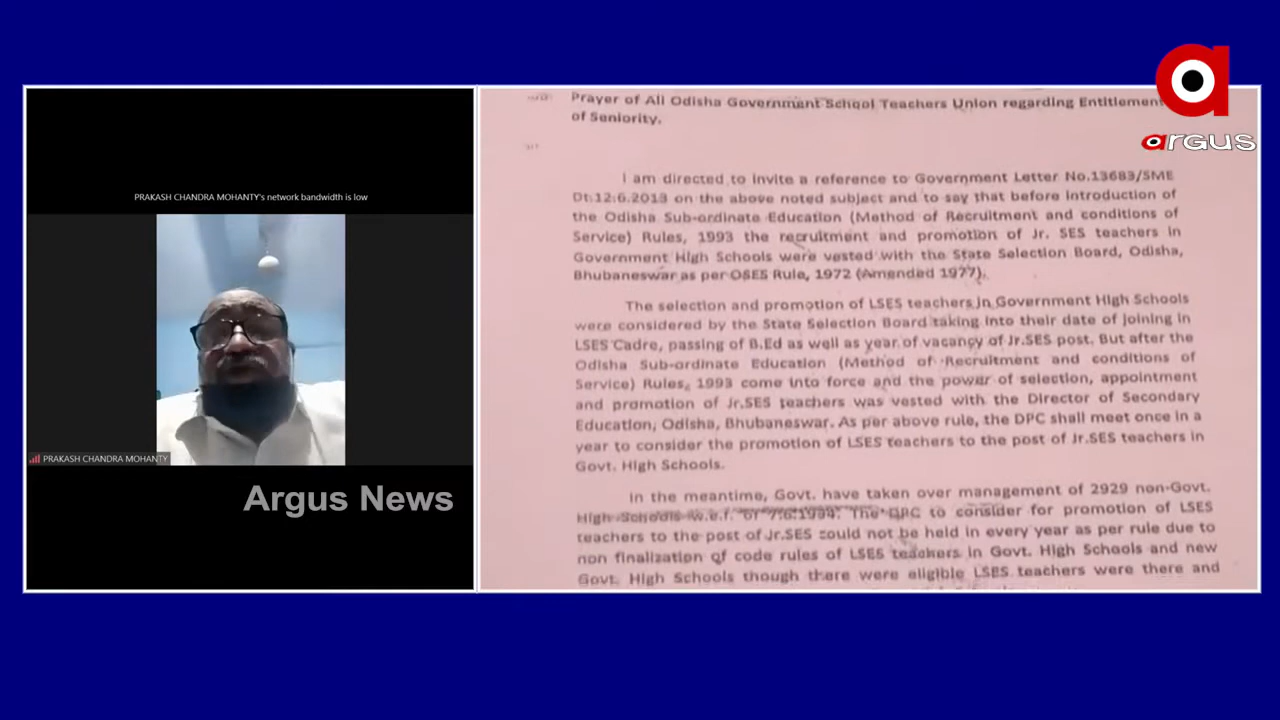 PRAKASH CHANDRA MOHANTY's network bandwidth is low
PRAKASH CHANDRA MOHANTY
Argus News
argus
Prayer of All Odisha Government School Teachers Union regarding Entitlement
of Seniority.
I am directed to invite a reference to Government Letter No.13683/SME
Dt:12.6.2013 on the above noted subject and to say that before introduction of
the Odisha Sub-ordinate Education (Method of Recruitment and conditions of
Service) Rules, 1993 the recruitment and promotion of Jr. SES teachers in
Government High Schools were vested with the State Selection Board, Odisha,
Bhubaneswar as per OSES Rule, 1972 (Amended 1977).
The selection and promotion of LSES teachers in Government High Schools
were considered by the State Selection Board taking into their date of joining in
LSES Cadre, passing of B.Ed as well as year of vacancy of Jr.SES post. But after the
Odisha Sub-ordinate Education (Method of Recruitment and conditions of
Service) Rules, 1993 come into force and the power of selection, appointment
and promotion of Jr.SES teachers was vested with the Director of Secondary
Education, Odisha, Bhubaneswar. As per above rule, the DPC shall meet once in a
year to consider the promotion of LSES teachers to the post of Jr.SES teachers in
Govt. High Schools.
In the meantime, Govt. have taken over management of 2929 non-Govt.
High Schools w.e.f. of 7.6.1994. The DPC to consider for promotion of LSES
teachers to the post of Jr.SES could not be held in every year as per rule due to
non finalization of code rules of LSES teachers in Govt. High Schools and new
Govt. High Schools though there were eligible LSES teachers were there and